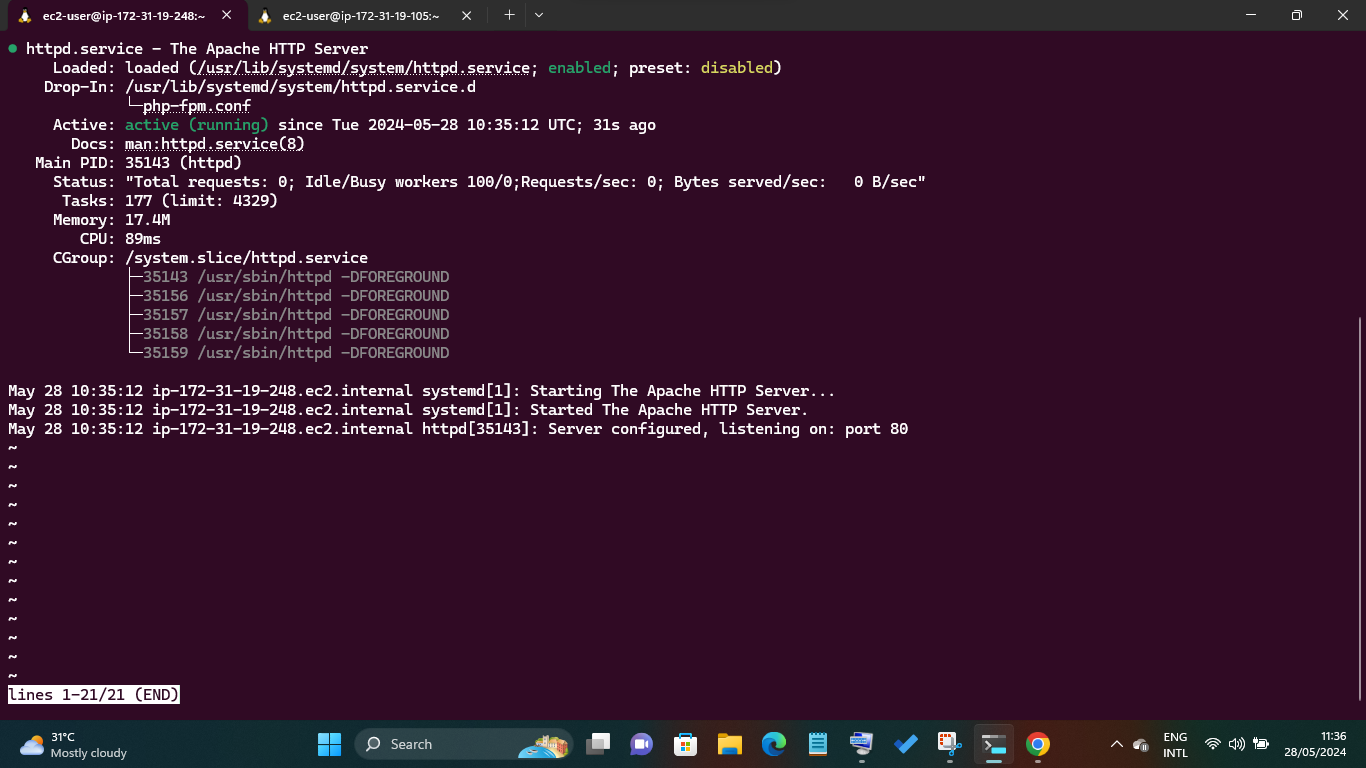 ec2-user@ip-172-31-19-248:~
ec2-user@ip-172-31-19-105:~
● httpd.service - The Apache HTTP Server
Loaded: loaded (/usr/lib/systemd/system/httpd.service; enabled; preset: disabled)
Drop-In: /usr/lib/systemd/system/httpd.service.d
└─php-fpm.conf
Active: active (running) since Tue 2024-05-28 10:35:12 UTC; 31s ago
Docs: man:httpd.service(8)
Main PID: 35143 (httpd)
Status: "Total requests: 0; Idle/Busy workers 100/0;Requests/sec: 0; Bytes served/sec:   0 B/sec"
Tasks: 177 (limit: 4329)
Memory: 17.4M
CPU: 89ms
CGroup: /system.slice/httpd.service
├─35143 /usr/sbin/httpd -DFOREGROUND
├─35156 /usr/sbin/httpd -DFOREGROUND
├─35157 /usr/sbin/httpd -DFOREGROUND
├─35158 /usr/sbin/httpd -DFOREGROUND
└─35159 /usr/sbin/httpd -DFOREGROUND
May 28 10:35:12 ip-172-31-19-248.ec2.internal systemd[1]: Starting The Apache HTTP Server...
May 28 10:35:12 ip-172-31-19-248.ec2.internal systemd[1]: Started The Apache HTTP Server.
May 28 10:35:12 ip-172-31-19-248.ec2.internal httpd[35143]: Server configured, listening on: port 80
~
~
~
~
~
~
~
~
~
~
~
~
~
lines 1-21/21 (END)
31°C
Mostly cloudy
Search
ENG
INTL
11:36
28/05/2024